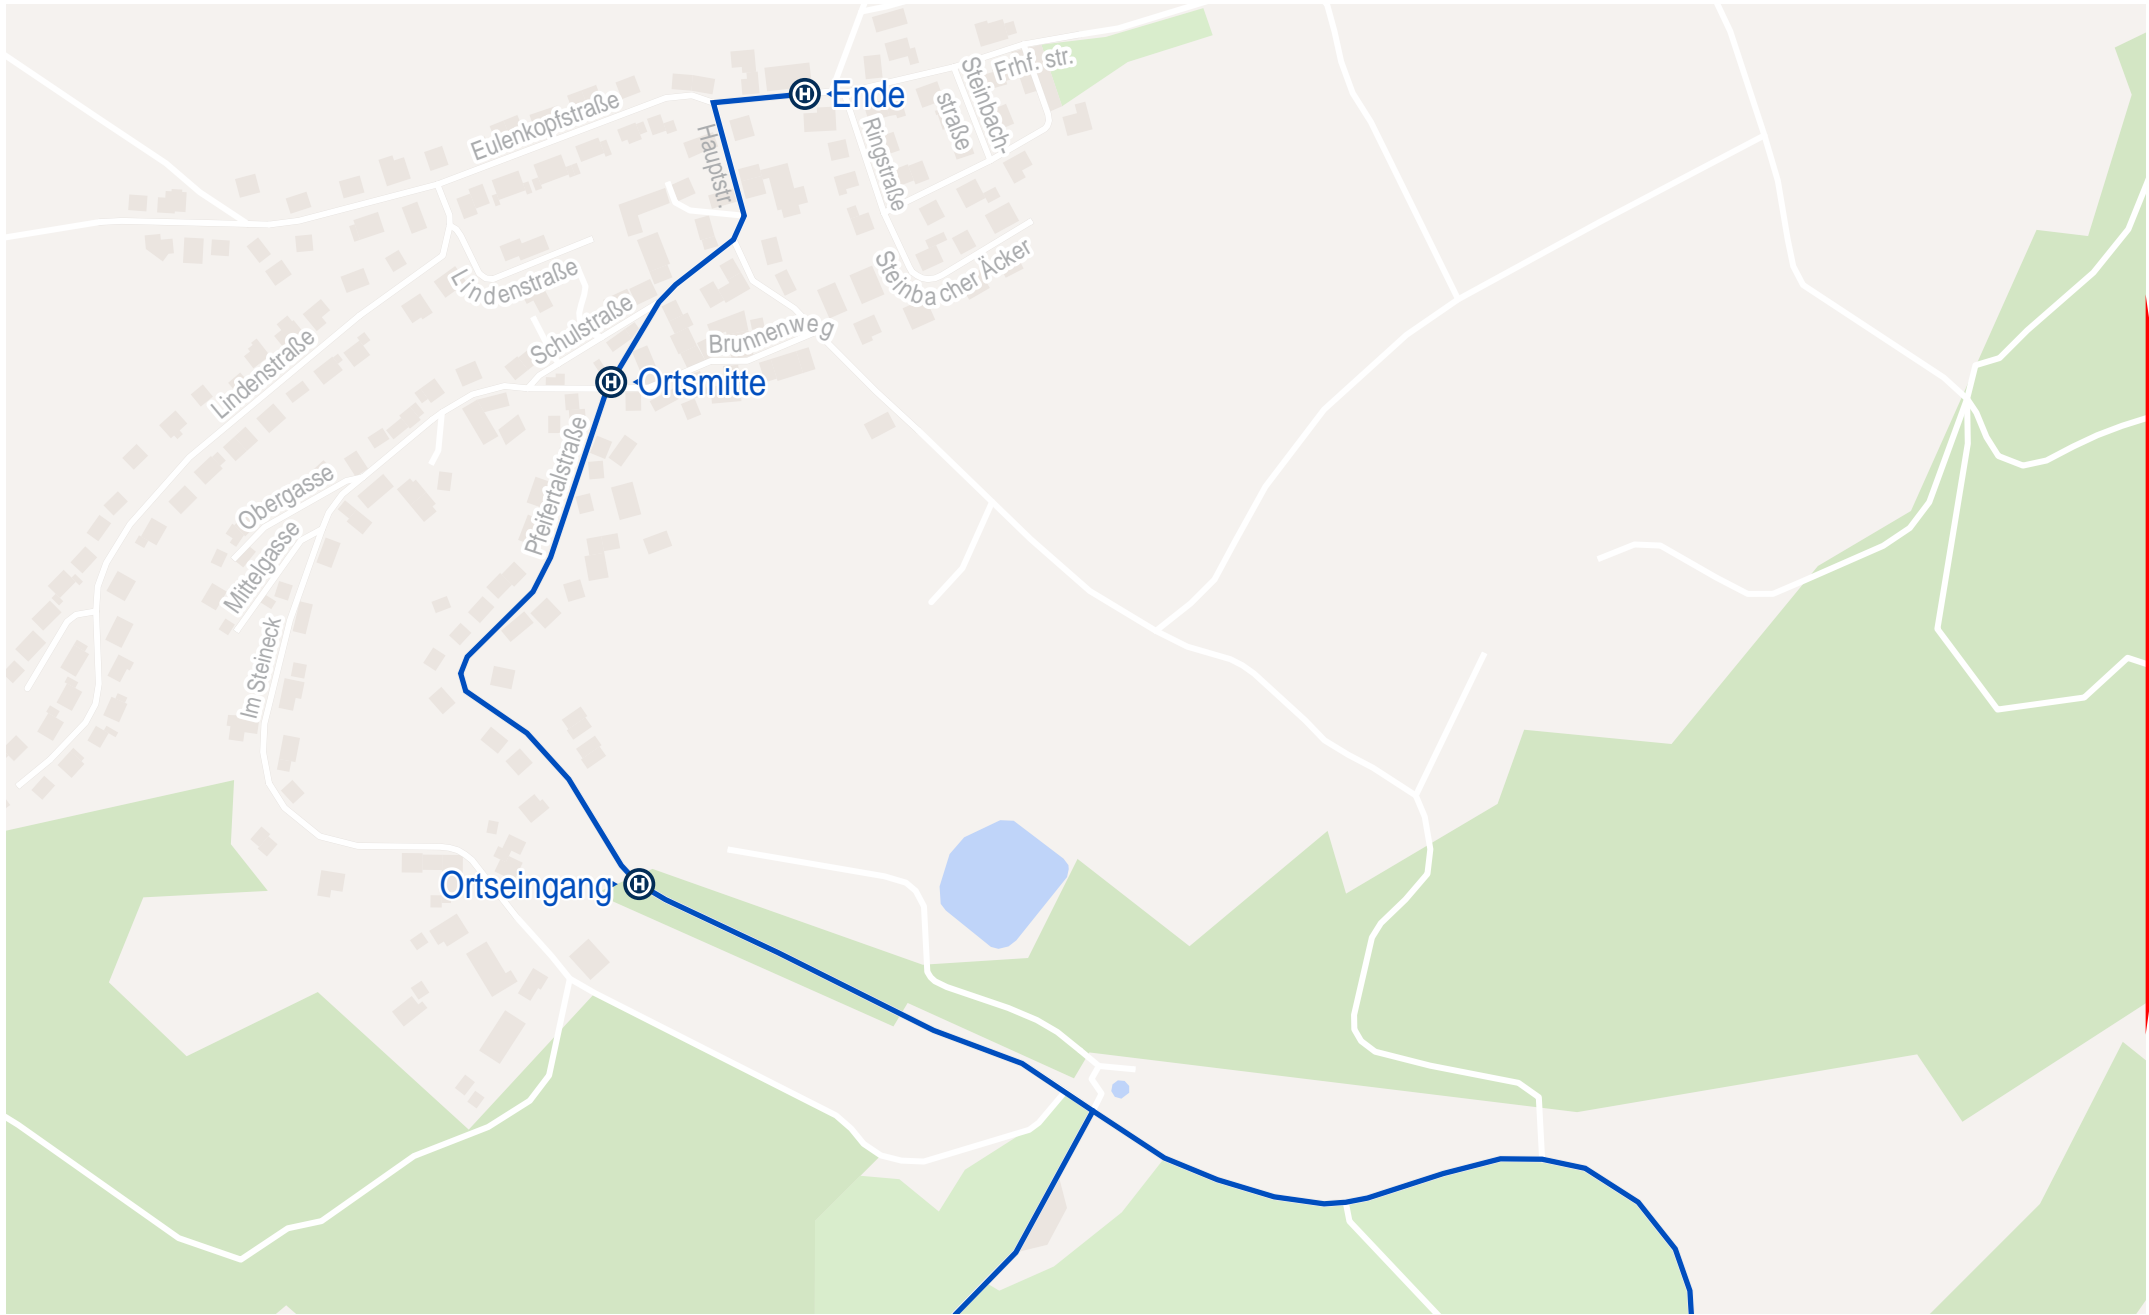 Frhf. str.
Steinbach-
straße
Ende
Eulenkopfstraße
Hauptstr.
Ringstraße
Steinbacher Äcker
Lindenstraße
Schulstraße
Brunnenweg
Lindenstraße
Ortsmitte
Pfeifertalstraße
Obergasse
Mittelgasse
Im Steineck
Ortseingang
H
H
H